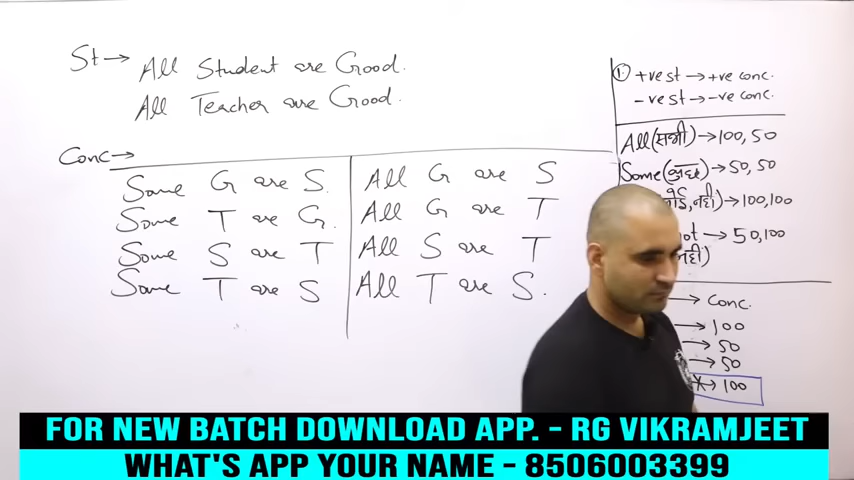 St → All Student are Good.
All Teacher are Good.
Conc →
Some G are S.
Some T are G.
Some S are T
Some T are S
All G are S
All G are T
All S are T
All T are S.
1. +ve st → +ve conc.
-ve st → -ve conc.
All (सभी) → 100, 50
Some (कुछ) → 50, 50
नहीं) → 100, 100
not → 50, 100
नहीं)
→ Conc.
→ 100
→ 50
→ 50
→ 100
FOR NEW BATCH DOWNLOAD APP. - RG VIKRAMJEET
WHAT'S APP YOUR NAME - 8506003399